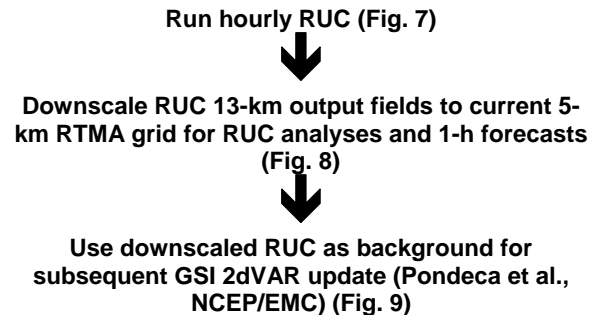 Run hourly RUC (Fig. 7)
Downscale RUC 13-km output fields to current 5-
km RTMA grid for RUC analyses and 1-h forecasts
(Fig. 8)
Use downscaled RUC as background for
subsequent GSI 2dVAR update (Pondeca et al.,
NCEP/EMC) (Fig. 9)